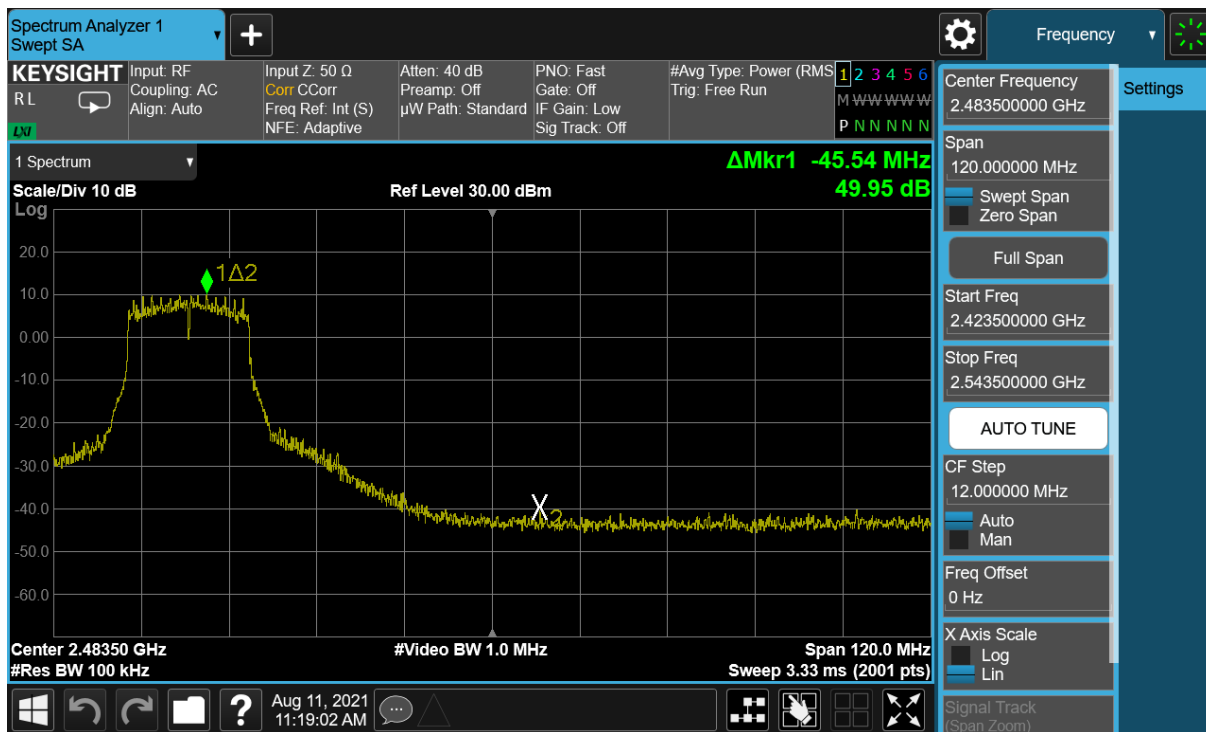 Spectrum Analyzer 1
Swept SA
Frequency
KEYSIGHT
R L
LXI
Input: RF
Coupling: AC
Align: Auto
Input Z: 50 Ω
Corr CCorr
Freq Ref: Int (S)
NFE: Adaptive
Atten: 40 dB
Preamp: Off
µW Path: Standard
PNO: Fast
Gate: Off
IF Gain: Low
Sig Track: Off
#Avg Type: Power (RMS
Trig: Free Run
1 2 3 4 5 6
M W W W W W
P N N N N N
1 Spectrum
ΔMkr1 -45.54 MHz
49.95 dB
Scale/Div 10 dB
Ref Level 30.00 dBm
Log
20.0
10.0
0.00
-10.0
-20.0
-30.0
-40.0
-50.0
-60.0
1Δ2
X2
Center 2.48350 GHz
#Video BW 1.0 MHz
Span 120.0 MHz
#Res BW 100 kHz
Sweep 3.33 ms (2001 pts)
Center Frequency
2.483500000 GHz
Settings
Span
120.000000 MHz
Swept Span
Zero Span
Full Span
Start Freq
2.423500000 GHz
Stop Freq
2.543500000 GHz
AUTO TUNE
CF Step
12.000000 MHz
Auto
Man
Freq Offset
0 Hz
X Axis Scale
Log
Lin
Signal Track
(Span Zoom)
?
Aug 11, 2021
11:19:02 AM